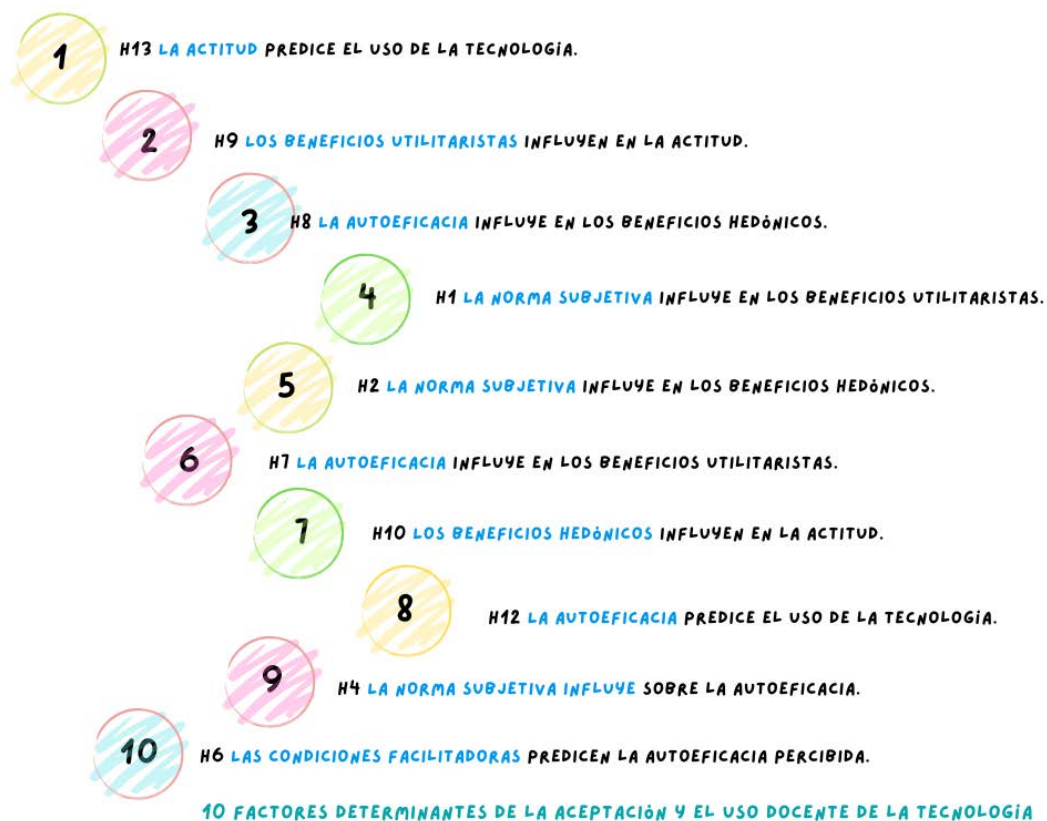 1 H13 LA ACTITUD PREDICE EL USO DE LA TECNOLOGÍA.
2 H9 LOS BENEFICIOS UTILITARISTAS INFLUYEN EN LA ACTITUD.
3 H8 LA AUTOEFICACIA INFLUYE EN LOS BENEFICIOS HEDÓNICOS.
4 H1 LA NORMA SUBJETIVA INFLUYE EN LOS BENEFICIOS UTILITARISTAS.
5 H2 LA NORMA SUBJETIVA INFLUYE EN LOS BENEFICIOS HEDÓNICOS.
6 H7 LA AUTOEFICACIA INFLUYE EN LOS BENEFICIOS UTILITARISTAS.
7 H10 LOS BENEFICIOS HEDÓNICOS INFLUYEN EN LA ACTITUD.
8 H12 LA AUTOEFICACIA PREDICE EL USO DE LA TECNOLOGÍA.
9 H4 LA NORMA SUBJETIVA INFLUYE SOBRE LA AUTOEFICACIA.
10 H6 LAS CONDICIONES FACILITADORAS PREDICEN LA AUTOEFICACIA PERCIBIDA.
10 FACTORES DETERMINANTES DE LA ACEPTACIÓN Y EL USO DOCENTE DE LA TECNOLOGÍA